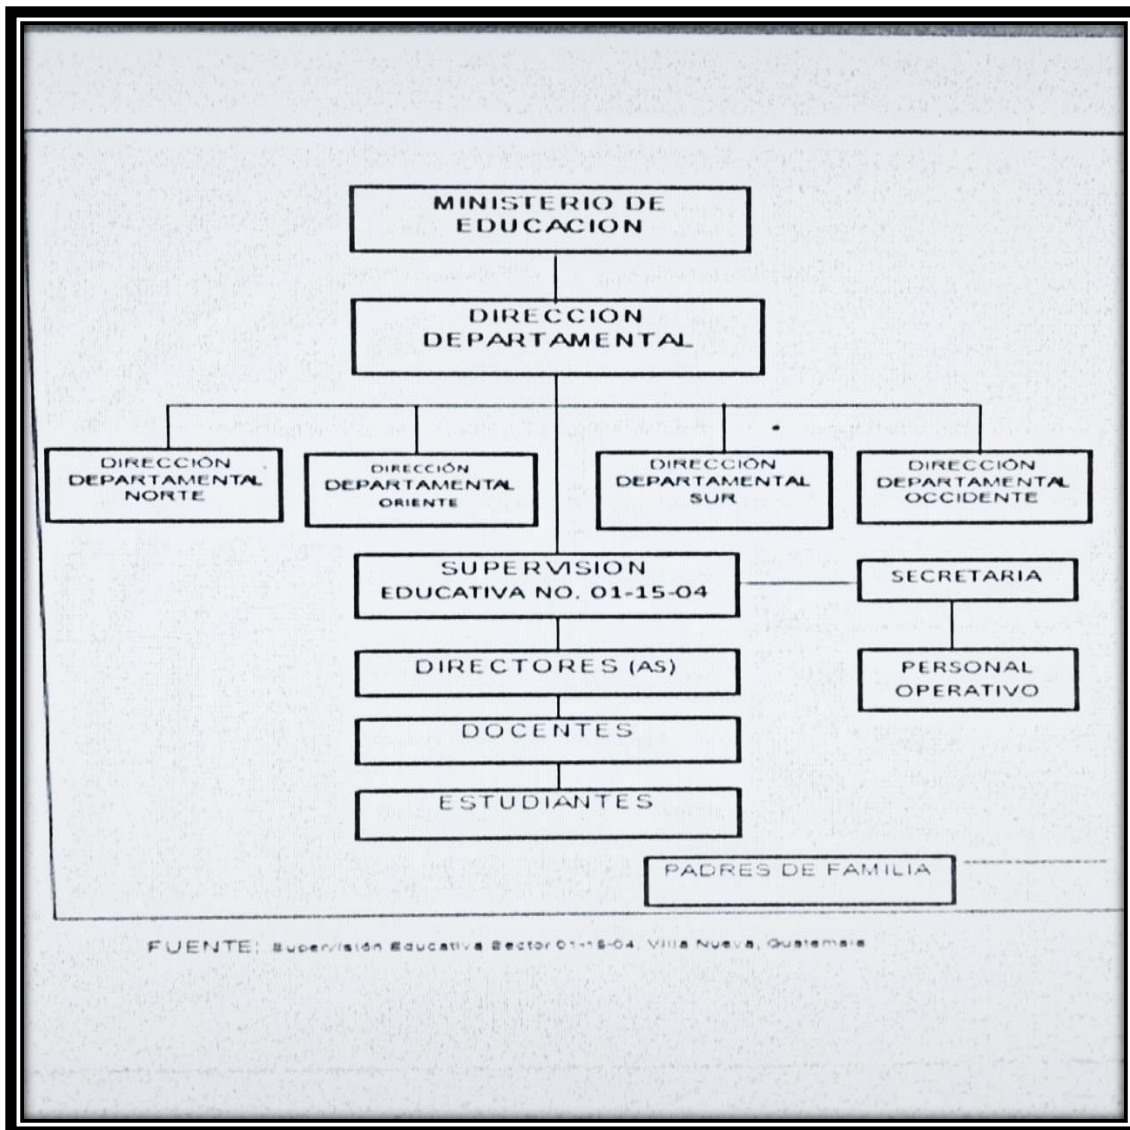 MINISTERIO DE
EDUCACION
DIRECCION
DEPARTAMENTAL
DIRECCIÓN
DEPARTAMENTAL
NORTE
DIRECCIÓN
DEPARTAMENTAL
ORIENTE
DIRECCIÓN
DEPARTAMENTAL
SUR
DIRECCIÓN
DEPARTAMENTAL
OCCIDENTE
SUPERVISION
EDUCATIVA NO. 01-15-04
SECRETARIA
DIRECTORES (AS)
PERSONAL
OPERATIVO
DOCENTES
ESTUDIANTES
PADRES DE FAMILIA
FUENTE: Supervisión Educativa Sector 01-15-04, Villa Nueva, Guatemala